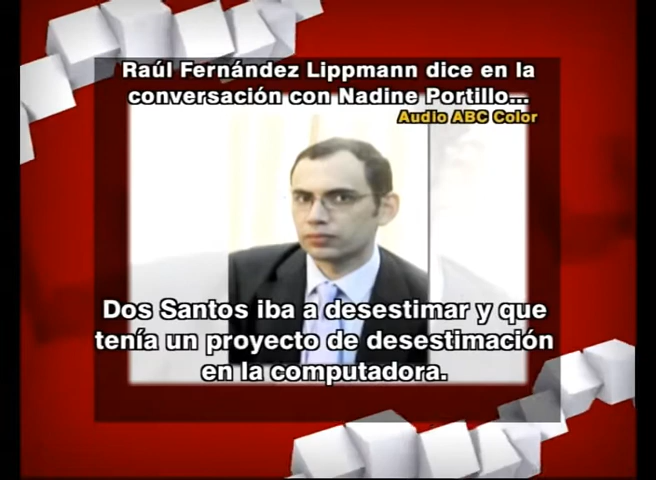 Raúl Fernández Lippmann dice en la
conversación con Nadine Portillo...
Audio ABC Color
Dos Santos iba a desestimar y que
tenía un proyecto de desestimación
en la computadora.